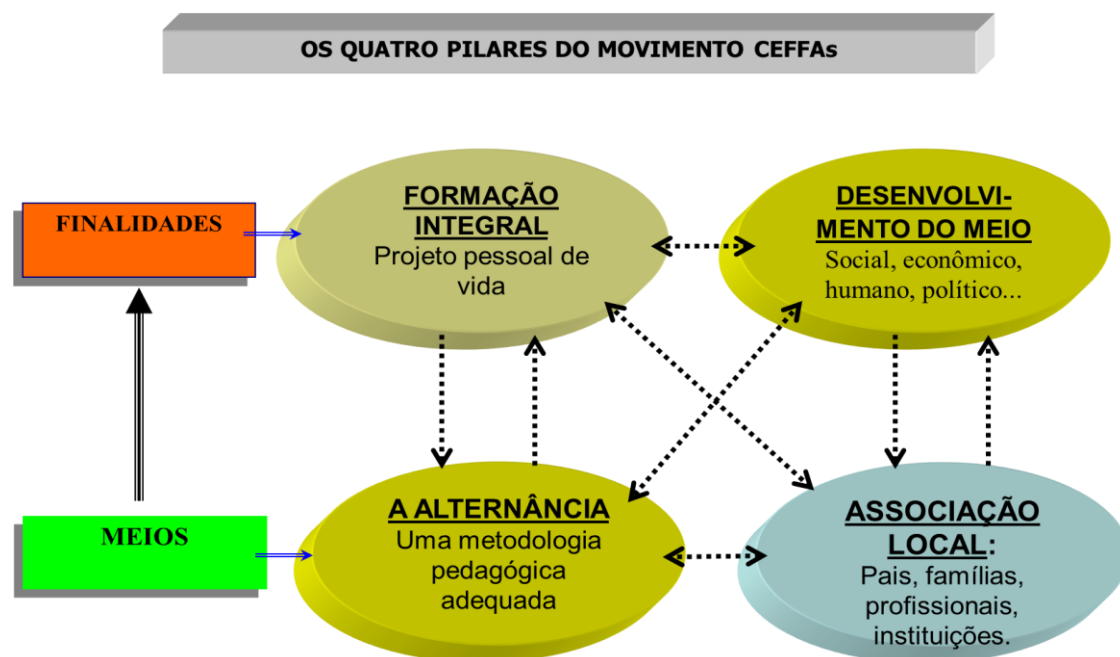 OS QUATRO PILARES DO MOVIMENTO CEFFAs
FINALIDADES
FORMAÇÃO
INTEGRAL
Projeto pessoal de
vida
DESENVOLVI-
MENTO DO MEIO
Social, econômico,
humano, político...
MEIOS
A ALTERNÂNCIA
Uma metodologia
pedagógica
adequada
ASSOCIAÇÃO
LOCAL:
Pais, famílias,
profissionais,
instituições.